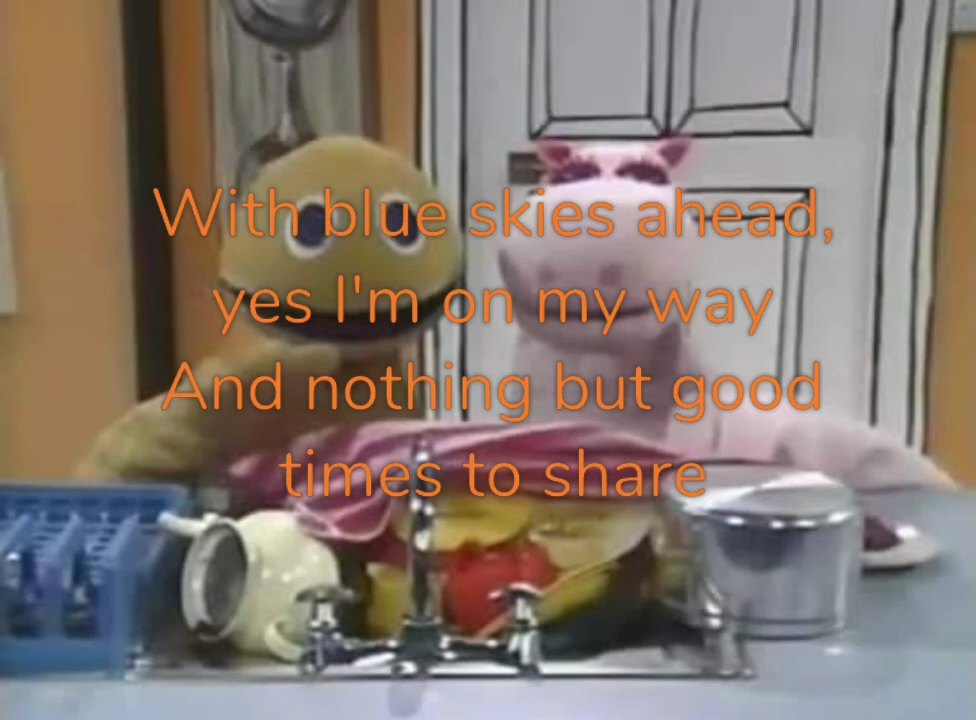 With blue skies ahead,
yes I'm on my way
And nothing but good
times to share